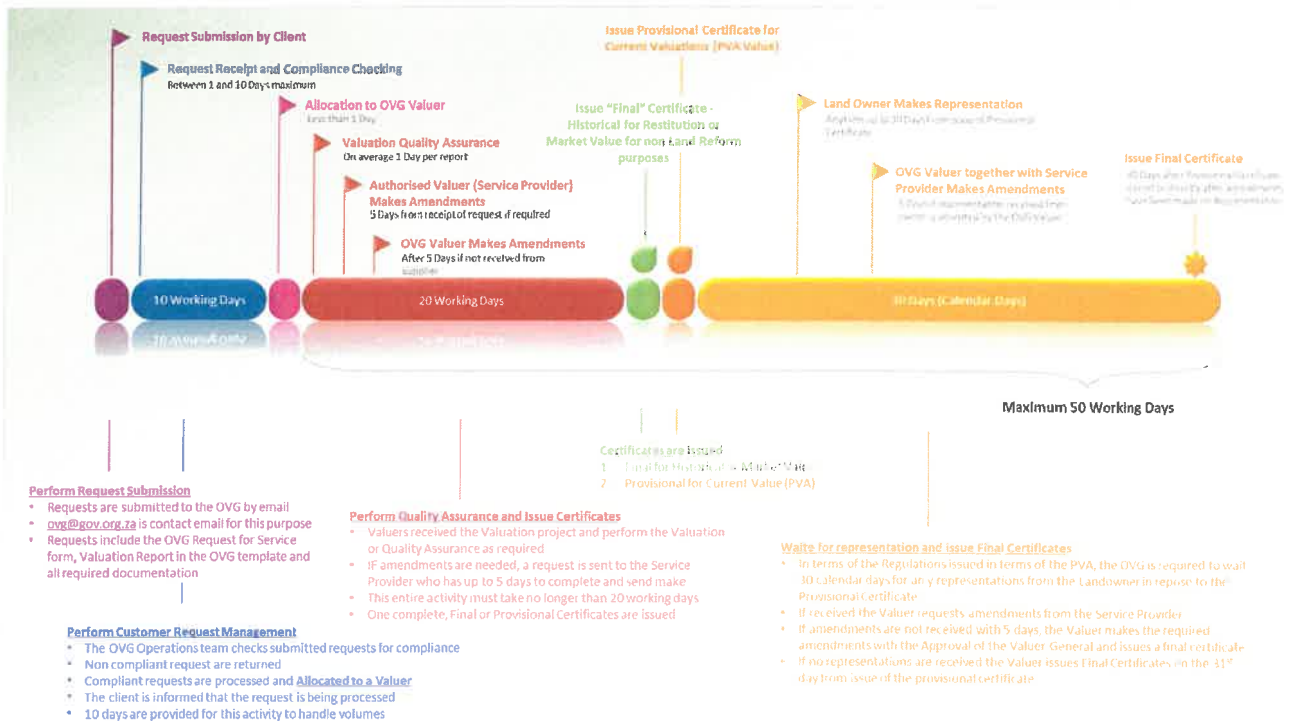 Request Submission by Client
Request Receipt and Compliance Checking
Between 1 and 10 Days maximum
Allocation to OVG Valuer
Less than 1 Day
Valuation Quality Assurance
On average 1 Day per report
Authorised Valuer (Service Provider)
Makes Amendments
5 Days from receipt of request if required
OVG Valuer Makes Amendments
After 5 Days if not received from
supplier
Issue "Final" Certificate -
Historical for Restitution or
Market Value for non Land Reform
purposes
Issue Provisional Certificate for
Current Valuations (PVA Value)
Land Owner Makes Representation
Certificate
OVG Valuer together with Service
Provider Makes Amendments
Issue Final Certificate
10 Working Days
20 Working Days
30 Days (Calendar Days)
Maximum 50 Working Days
Perform Request Submission
• Requests are submitted to the OVG by email
• ovg@gov.org.za is contact email for this purpose
• Requests include the OVG Request for Service
form, Valuation Report in the OVG template and
all required documentation
Perform Customer Request Management
• The OVG Operations team checks submitted requests for compliance
• Non compliant request are returned
• Compliant requests are processed and Allocated to a Valuer
• The client is informed that the request is being processed
• 10 days are provided for this activity to handle volumes
Perform Quality Assurance and Issue Certificates
• Valuers received the Valuation project and perform the Valuation
or Quality Assurance as required
• IF amendments are needed, a request is sent to the Service
Provider who has up to 5 days to complete and send make
• This entire activity must take no longer than 20 working days
• One complete, Final or Provisional Certificates are issued
Certificates are issued
1 Final for Historical Market Value
2 Provisional for Current Value (PVA)
Waite for representation and issue Final Certificates
• In terms of the Regulations issued in terms of the PVA, the OVG is required to wait
30 calendar days for any representations from the Landowner in repose to the
Provisional Certificate
• If received the Valuer requests amendments from the Service Provider
• If amendments are not received with 5 days, the Valuer makes the required
amendments with the Approval of the Valuer General and issues a final certificate
• If no representations are received the Valuer issues Final Certificates on the 31st
day from issue of the provisional certificate